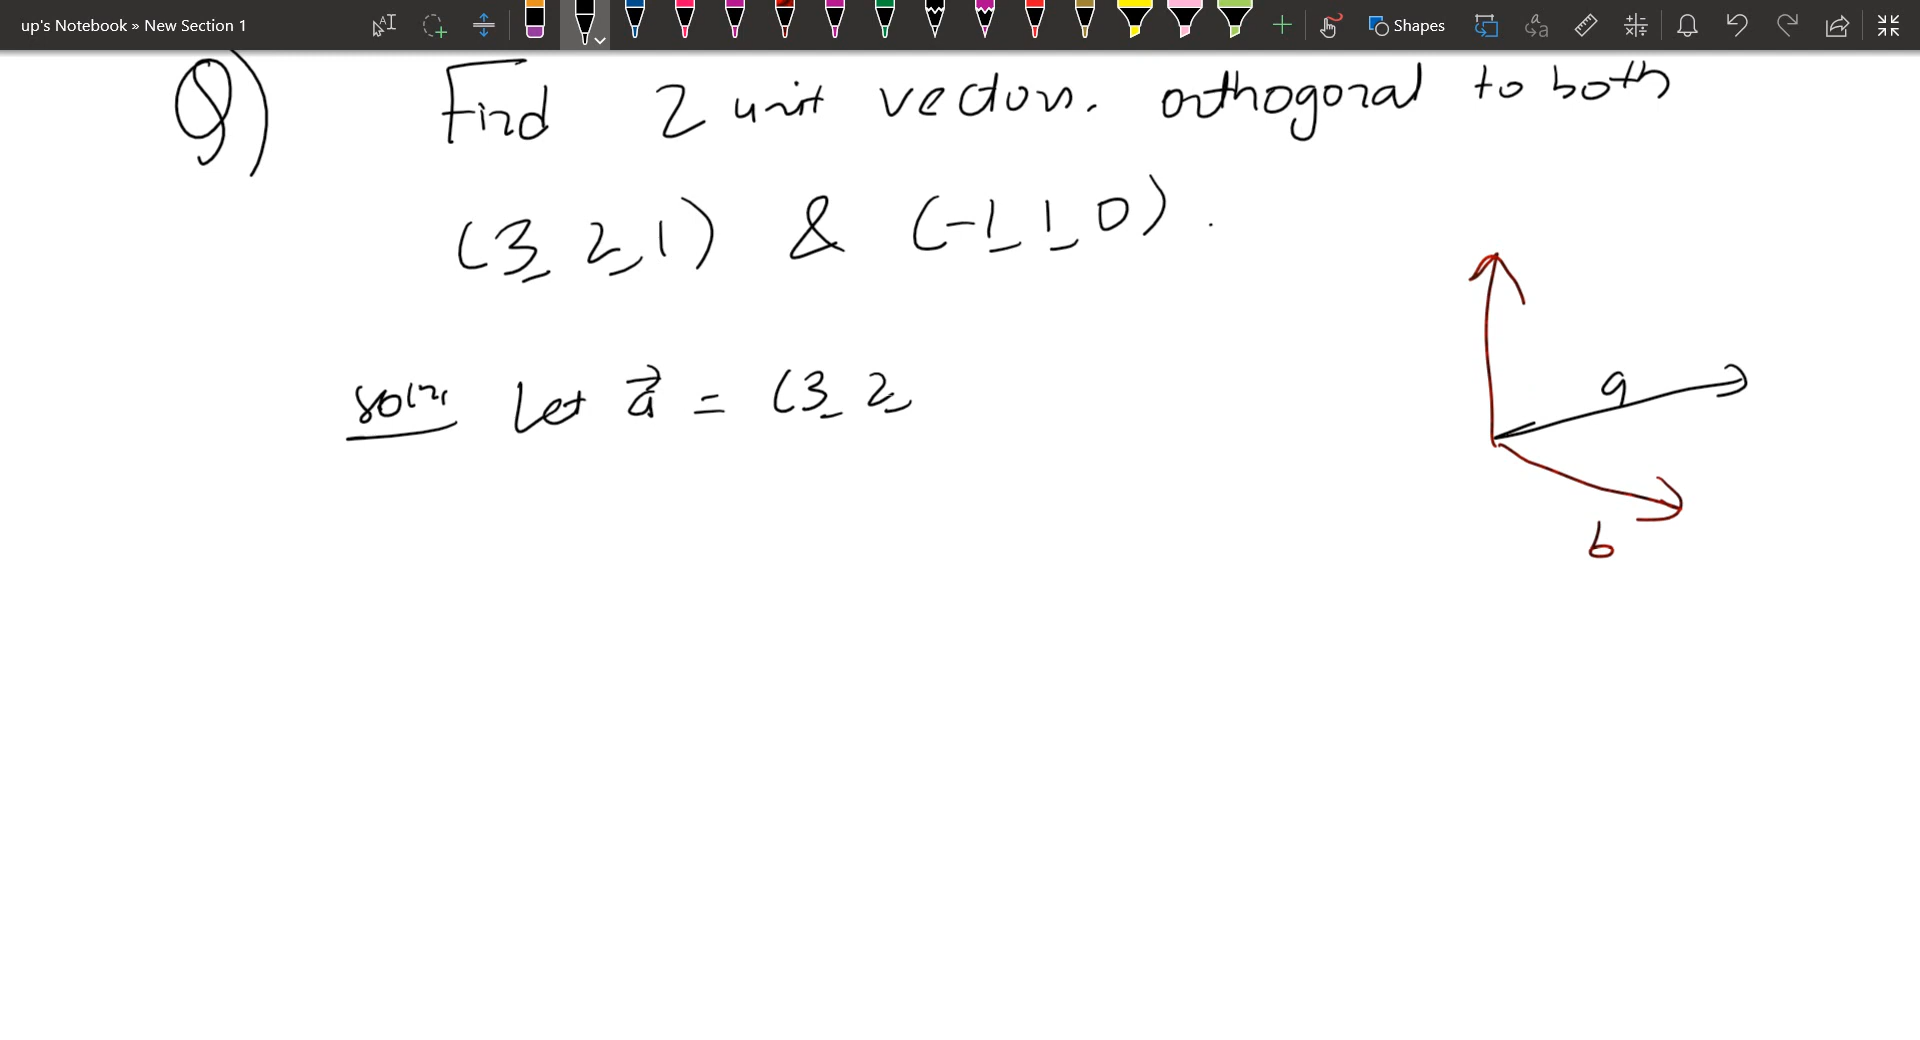 up's Notebook » New Section 1
Shapes
Q) Find 2 unit vectors. orthogonal to both
(3, 2, 1) & (-1, 1, 0).
soln Let a = (3, 2,
a
b